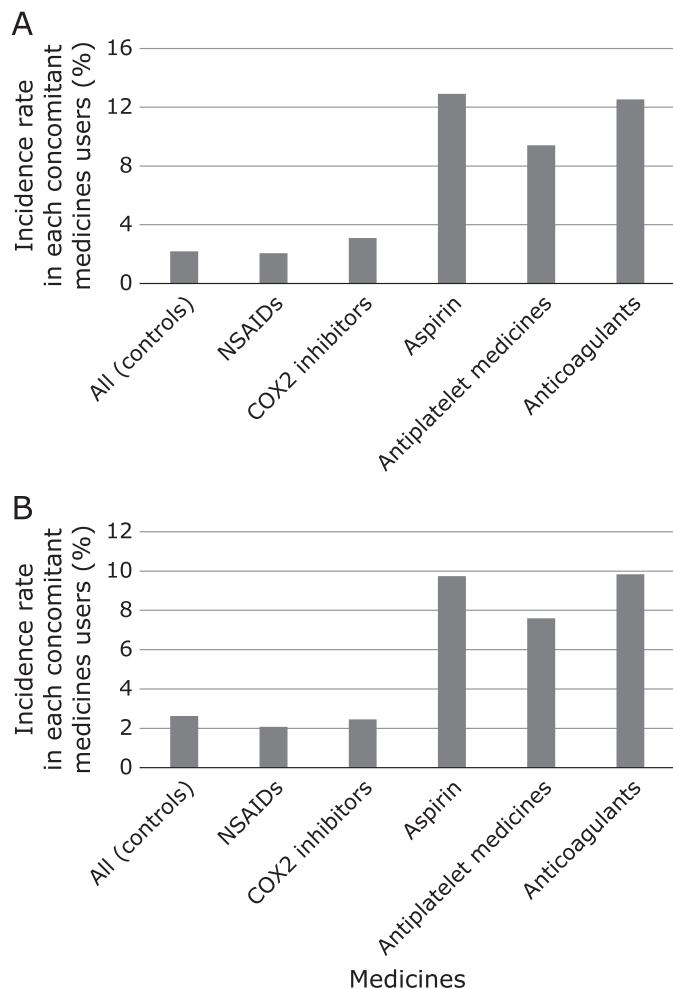 A
Incidence rate
in each concomitant
medicines users (%)
16
12
8
4
0
All (controls)
NSAIDs
COX2 inhibitors
Aspirin
Antiplatelet medicines
Anticoagulants
B
Incidence rate
in each concomitant
medicines users (%)
12
10
8
6
4
2
0
All (controls)
NSAIDs
COX2 inhibitors
Aspirin
Antiplatelet medicines
Anticoagulants
Medicines